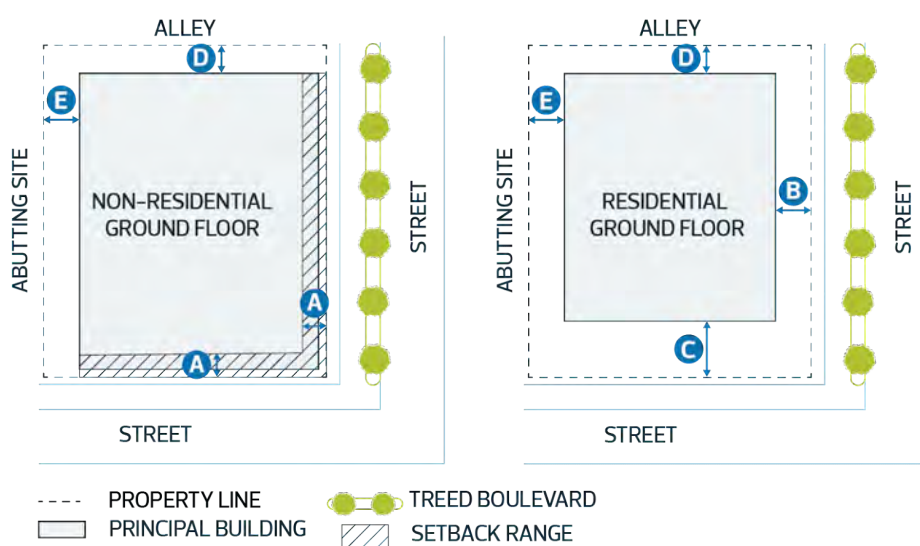 ALLEY
D
E
ABUTTING SITE
NON-RESIDENTIAL
GROUND FLOOR
STREET
A
A
STREET
ALLEY
D
E
ABUTTING SITE
RESIDENTIAL
GROUND FLOOR
B
STREET
C
STREET
PROPERTY LINE
TREED BOULEVARD
PRINCIPAL BUILDING
SETBACK RANGE